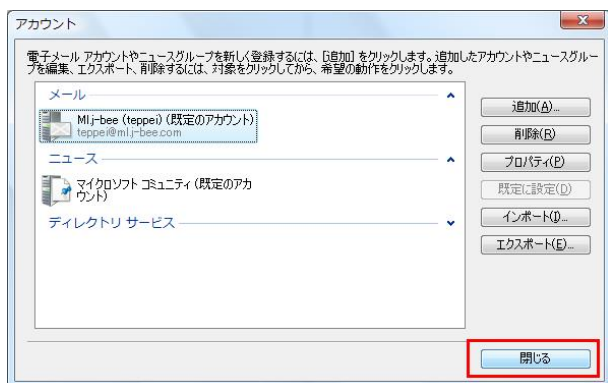 アカウント
電子メール アカウントやニュースグループを新しく登録するには、[追加] をクリックします。追加したアカウントやニュースグルー
プを編集、エクスポート、削除するには、対象をクリックしてから、希望の動作をクリックします。
メール
Ml.j-bee (teppei) (既定のアカウント)
teppei@ml.j-bee.com
ニュース
マイクロソフト コミュニティ (既定のアカ
ウント)
ディレクトリ サービス
追加(A)...
削除(R)
プロパティ(P)
既定に設定(D)
インポート(I)...
エクスポート(E)...
閉じる